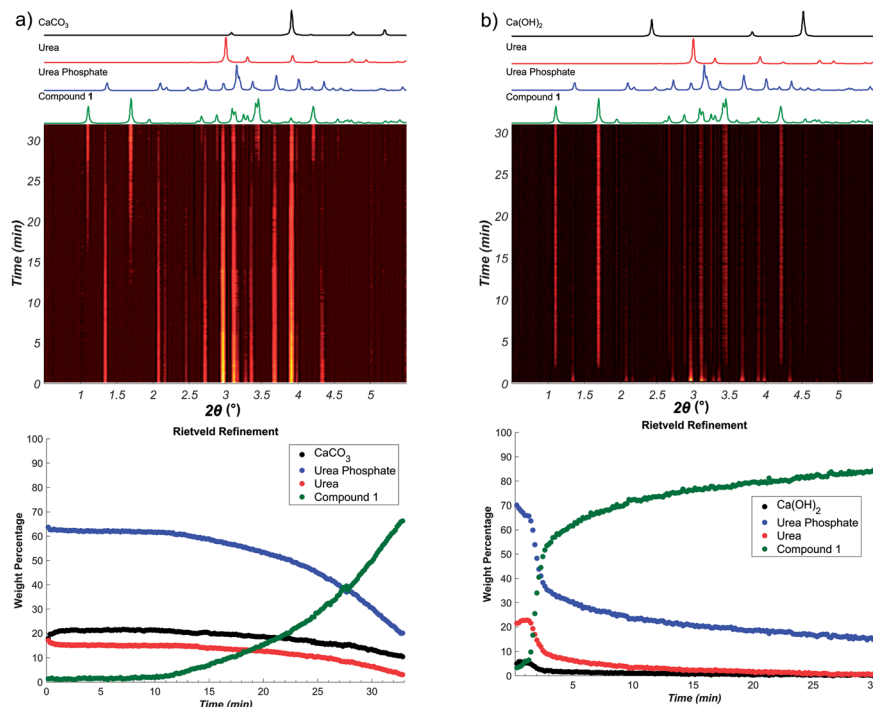 a)
CaCO3
Urea
Urea Phosphate
Compound 1
Time (min)
30
25
20
15
10
5
0
1 1.5 2 2.5 3 3.5 4 4.5 5
2θ (°)
Rietveld Refinement
Weight Percentage
100
90
80
70
60
50
40
30
20
10
0
CaCO3
Urea Phosphate
Urea
Compound 1
0 5 10 15 20 25 30
Time (min)
b)
Ca(OH)2
Urea
Urea Phosphate
Compound 1
Time (min)
30
25
20
15
10
5
0
1 1.5 2 2.5 3 3.5 4 4.5 5
2θ (°)
Rietveld Refinement
Weight Percentage
100
90
80
70
60
50
40
30
20
10
0
Ca(OH)2
Urea Phosphate
Urea
Compound 1
5 10 15 20 25 30
Time (min)